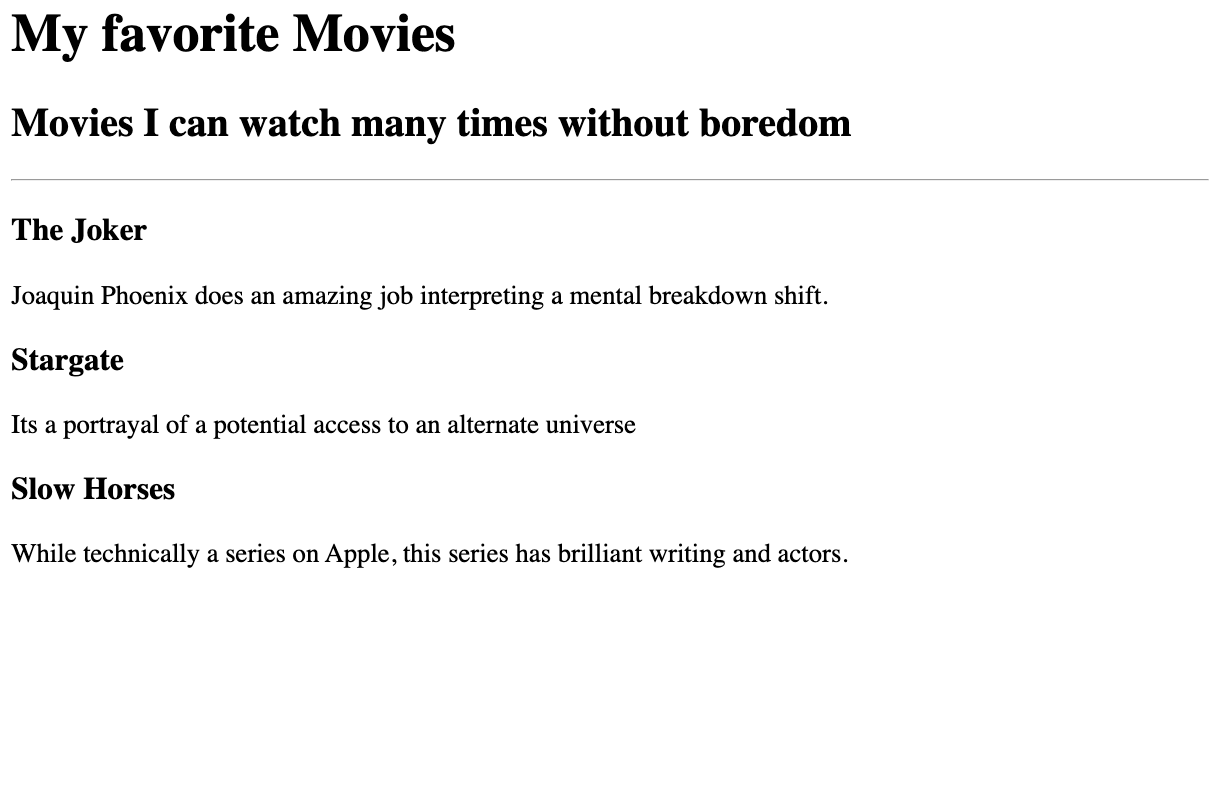 My favorite Movies
Movies I can watch many times without boredom
The Joker
Joaquin Phoenix does an amazing job interpreting a mental breakdown shift.
Stargate
Its a portrayal of a potential access to an alternate universe
Slow Horses
While technically a series on Apple, this series has brilliant writing and actors.